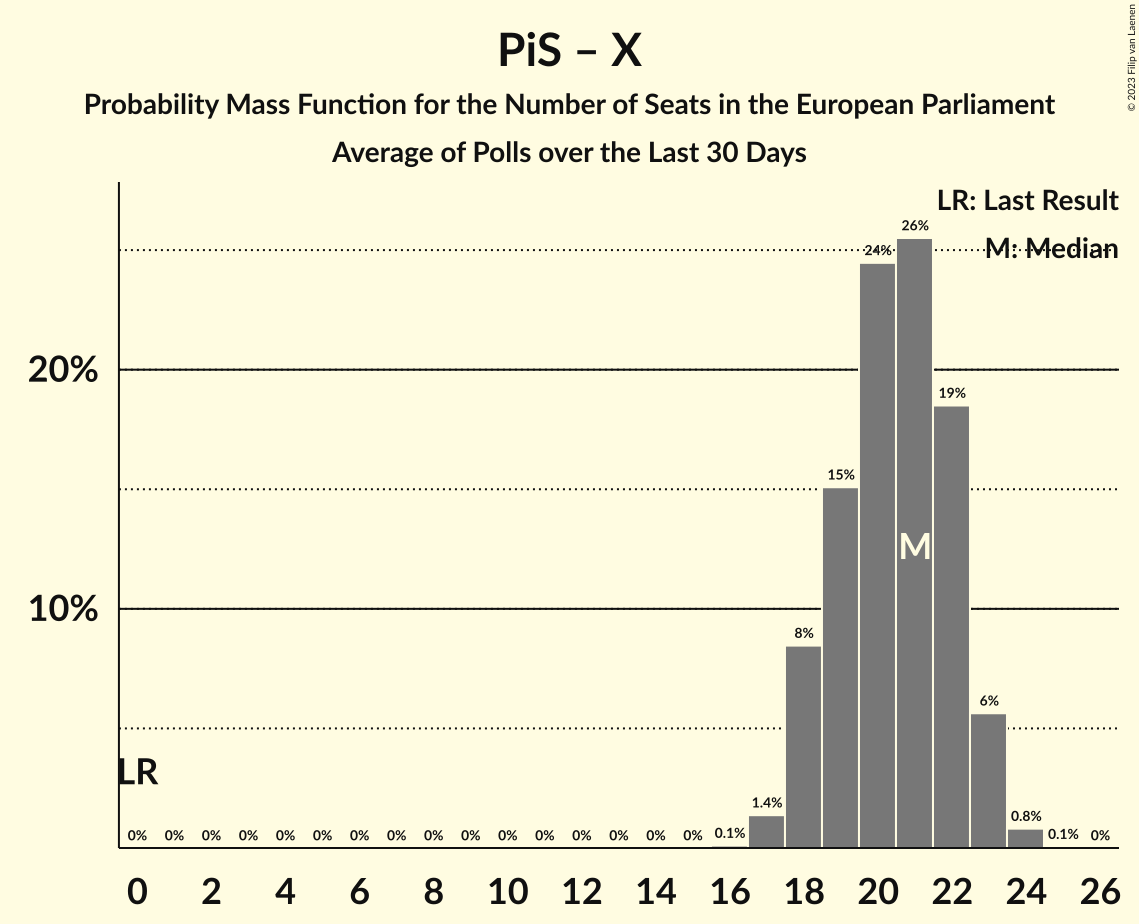 PiS – X
Probability Mass Function for the Number of Seats in the European Parliament
Average of Polls over the Last 30 Days
© 2023 Filip van Laenen
LR: Last Result
M: Median
26%
24%
20%
19%
15%
M
10%
8%
6%
LR
1.4%
0.8%
0% 0% 0% 0% 0% 0% 0% 0% 0% 0% 0% 0% 0% 0% 0% 0% 0.1% 0.1% 0%
0 2 4 6 8 10 12 14 16 18 20 22 24 26